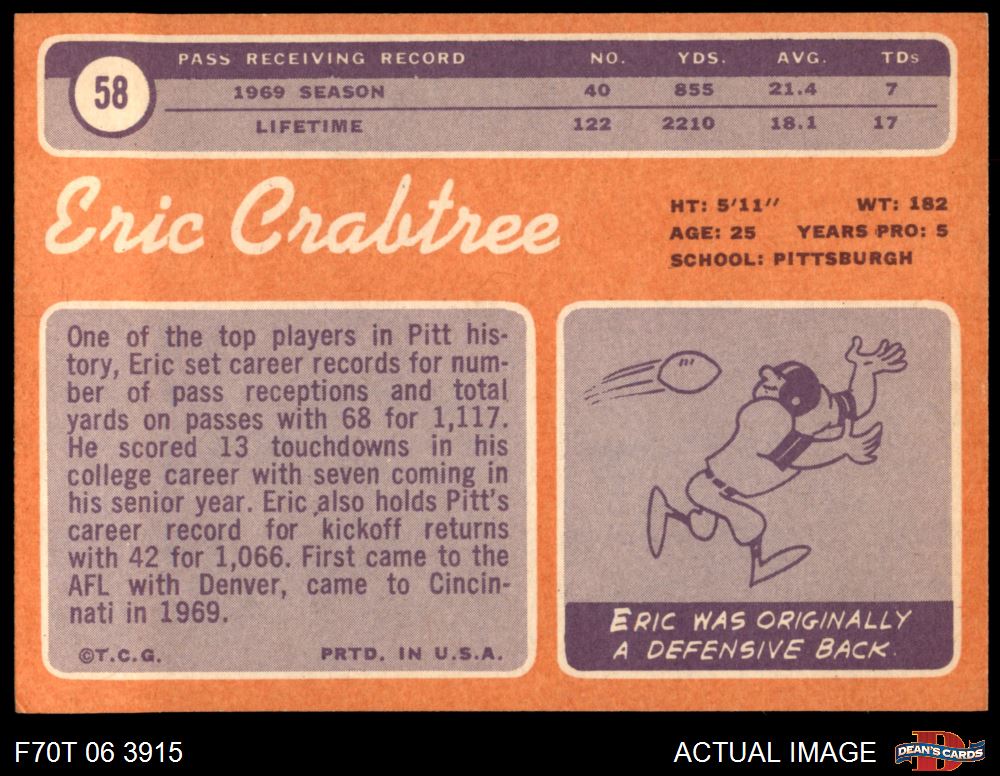 PASS RECEIVING RECORD NO. YDS. AVG. TDs
58
1969 SEASON 40 855 21.4 7
LIFETIME 122 2210 18.1 17
Eric Crabtree
HT: 5'11" WT: 182
AGE: 25 YEARS PRO: 5
SCHOOL: PITTSBURGH
One of the top players in Pitt his-
tory, Eric set career records for num-
ber of pass receptions and total
yards on passes with 68 for 1,117.
He scored 13 touchdowns in his
college career with seven coming in
his senior year. Eric also holds Pitt's
career record for kickoff returns
with 42 for 1,066. First came to the
AFL with Denver, came to Cincin-
nati in 1969.
©T.C.G. PRTD. IN U.S.A.
ERIC WAS ORIGINALLY
A DEFENSIVE BACK.
F70T 06 3915
ACTUAL IMAGE
D
DEAN'S CARDS